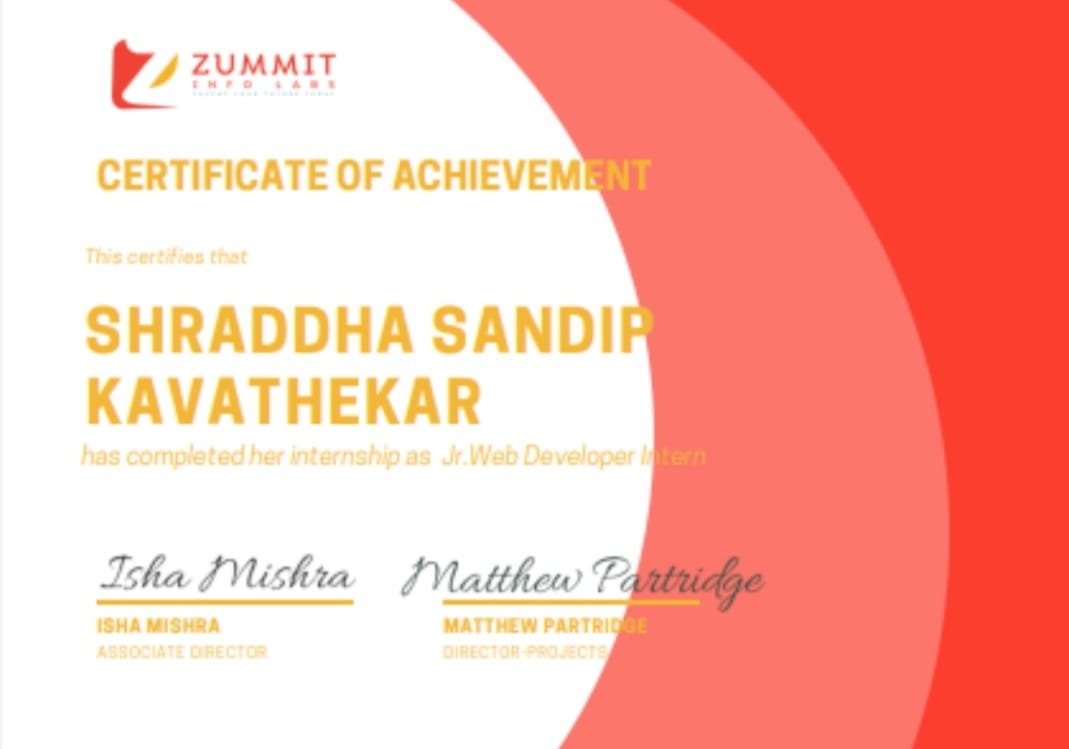 ZUMMIT
INFO LABS
CERTIFICATE OF ACHIEVEMENT
This certifies that
SHRADDHA SANDIP
KAVATHEKAR
has completed her internship as Jr.Web Developer Intern
Isha Mishra Matthew Partridge
ISHA MISHRA MATTHEW PARTRIDGE
ASSOCIATE DIRECTOR DIRECTOR-PROJECTS